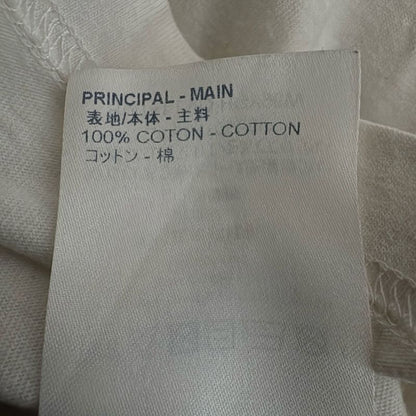 PRINCIPAL - MAIN
表地/本体 - 主料
100% COTON - COTTON
コットン - 棉